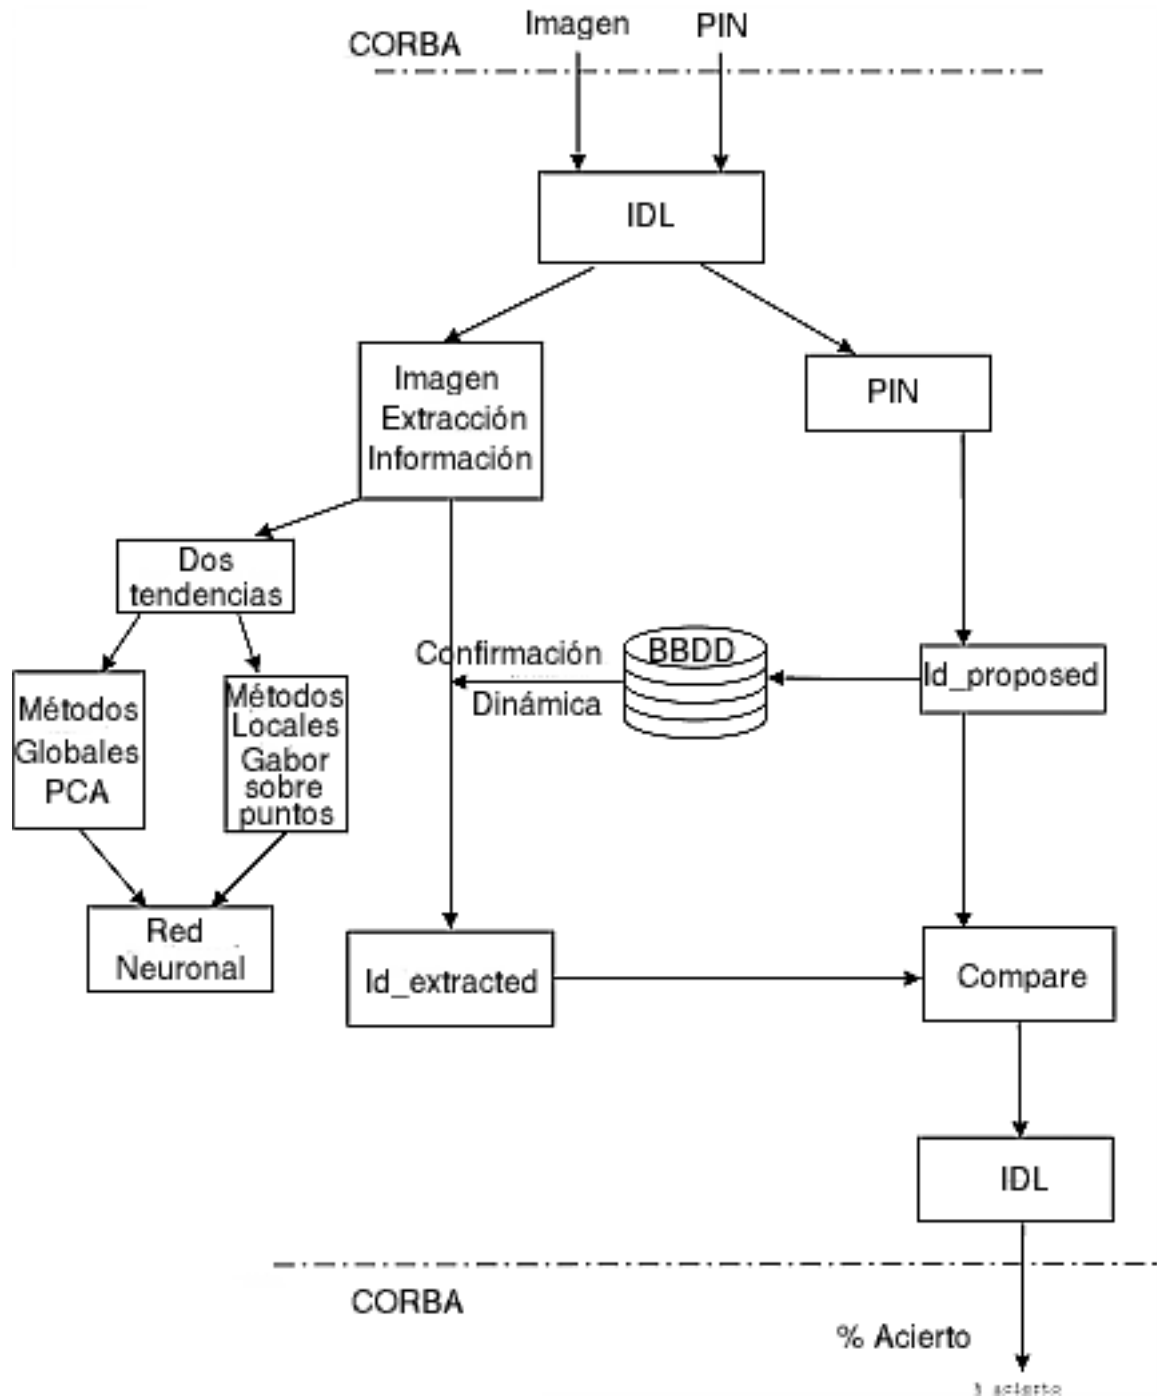 Imagen
PIN
CORBA
IDL
Imagen
Extracción
Información
PIN
Dos
tendencias
Confirmación
Dinámica
BBDD
Id_proposed
Métodos
Globales
PCA
Métodos
Locales
Gabor
sobre
puntos
Red
Neuronal
Id_extracted
Compare
IDL
CORBA
% Acierto
% acierto